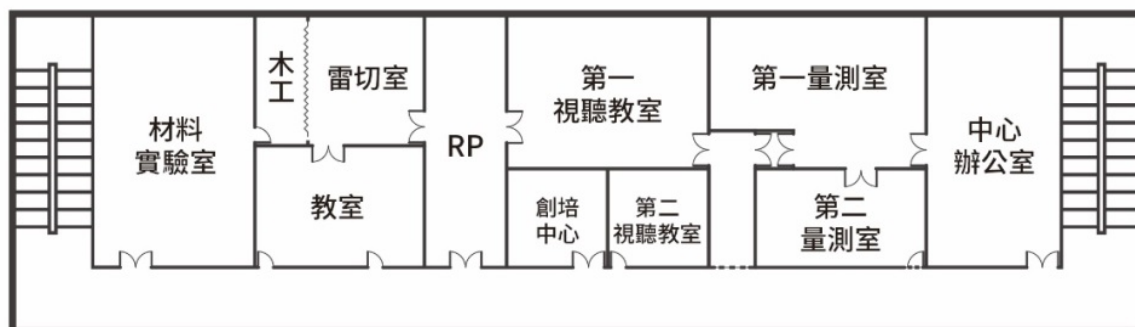 材料
實驗室
木工
雷切室
教室
RP
第一
視聽教室
創培
中心
第二
視聽教室
第一量測室
第二
量測室
中心
辦公室